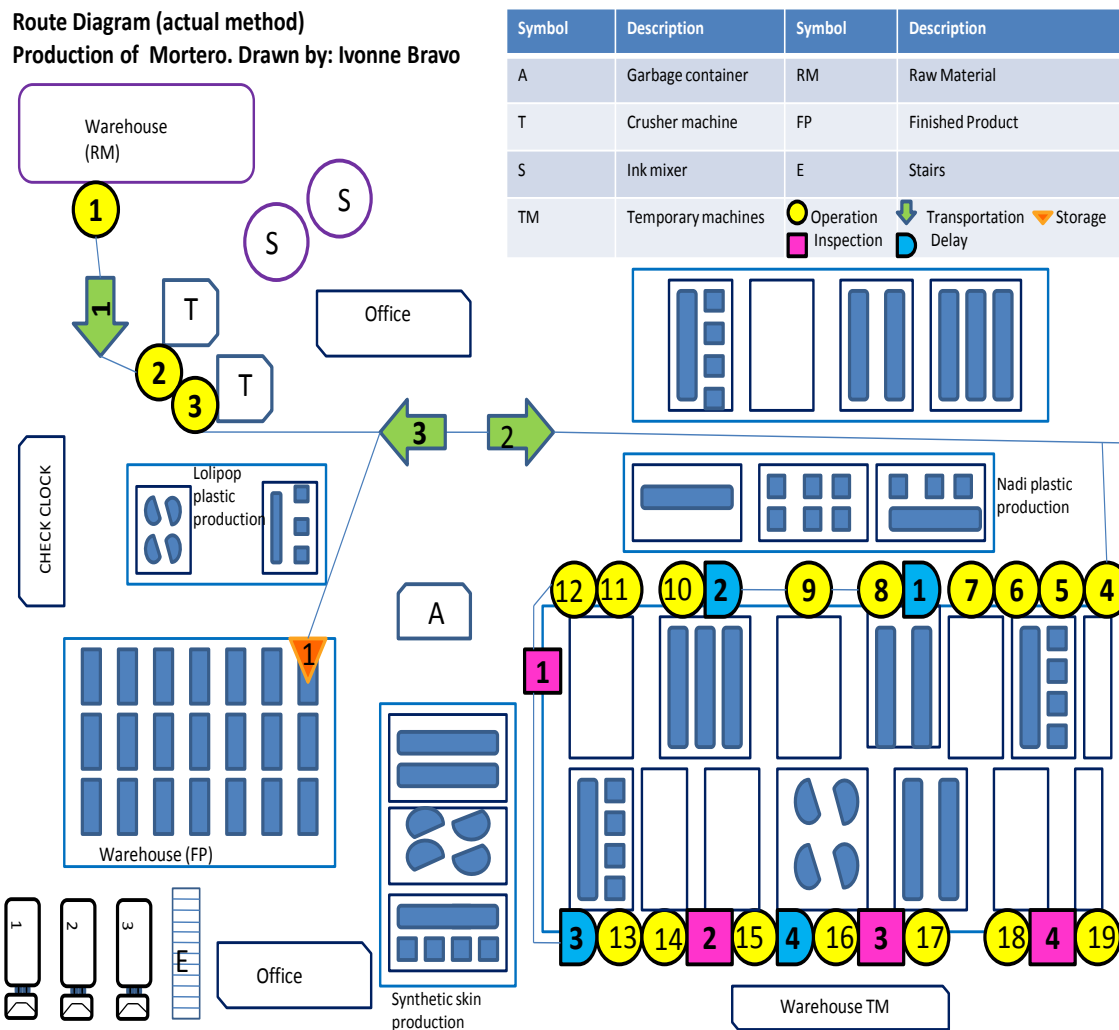 Route Diagram (actual method)
Production of  Mortero. Drawn by: Ivonne Bravo
Symbol Description Symbol Description
A Garbage container RM Raw Material
T Crusher machine FP Finished Product
S Ink mixer E Stairs
TM Temporary machines Operation Transportation Storage
Inspection Delay
Warehouse
(RM)
1
S
S
1
T
Office
2
T
3
3
2
CHECK CLOCK
Lolipop
plastic
production
Nadi plastic
production
A
12 11 10 2 9 8 1 7 6 5 4
1
1
Warehouse (FP)
3 13 14 2 15 4 16 3 17 18 4 19
1 2 3
E
Office
Synthetic skin
production
Warehouse TM